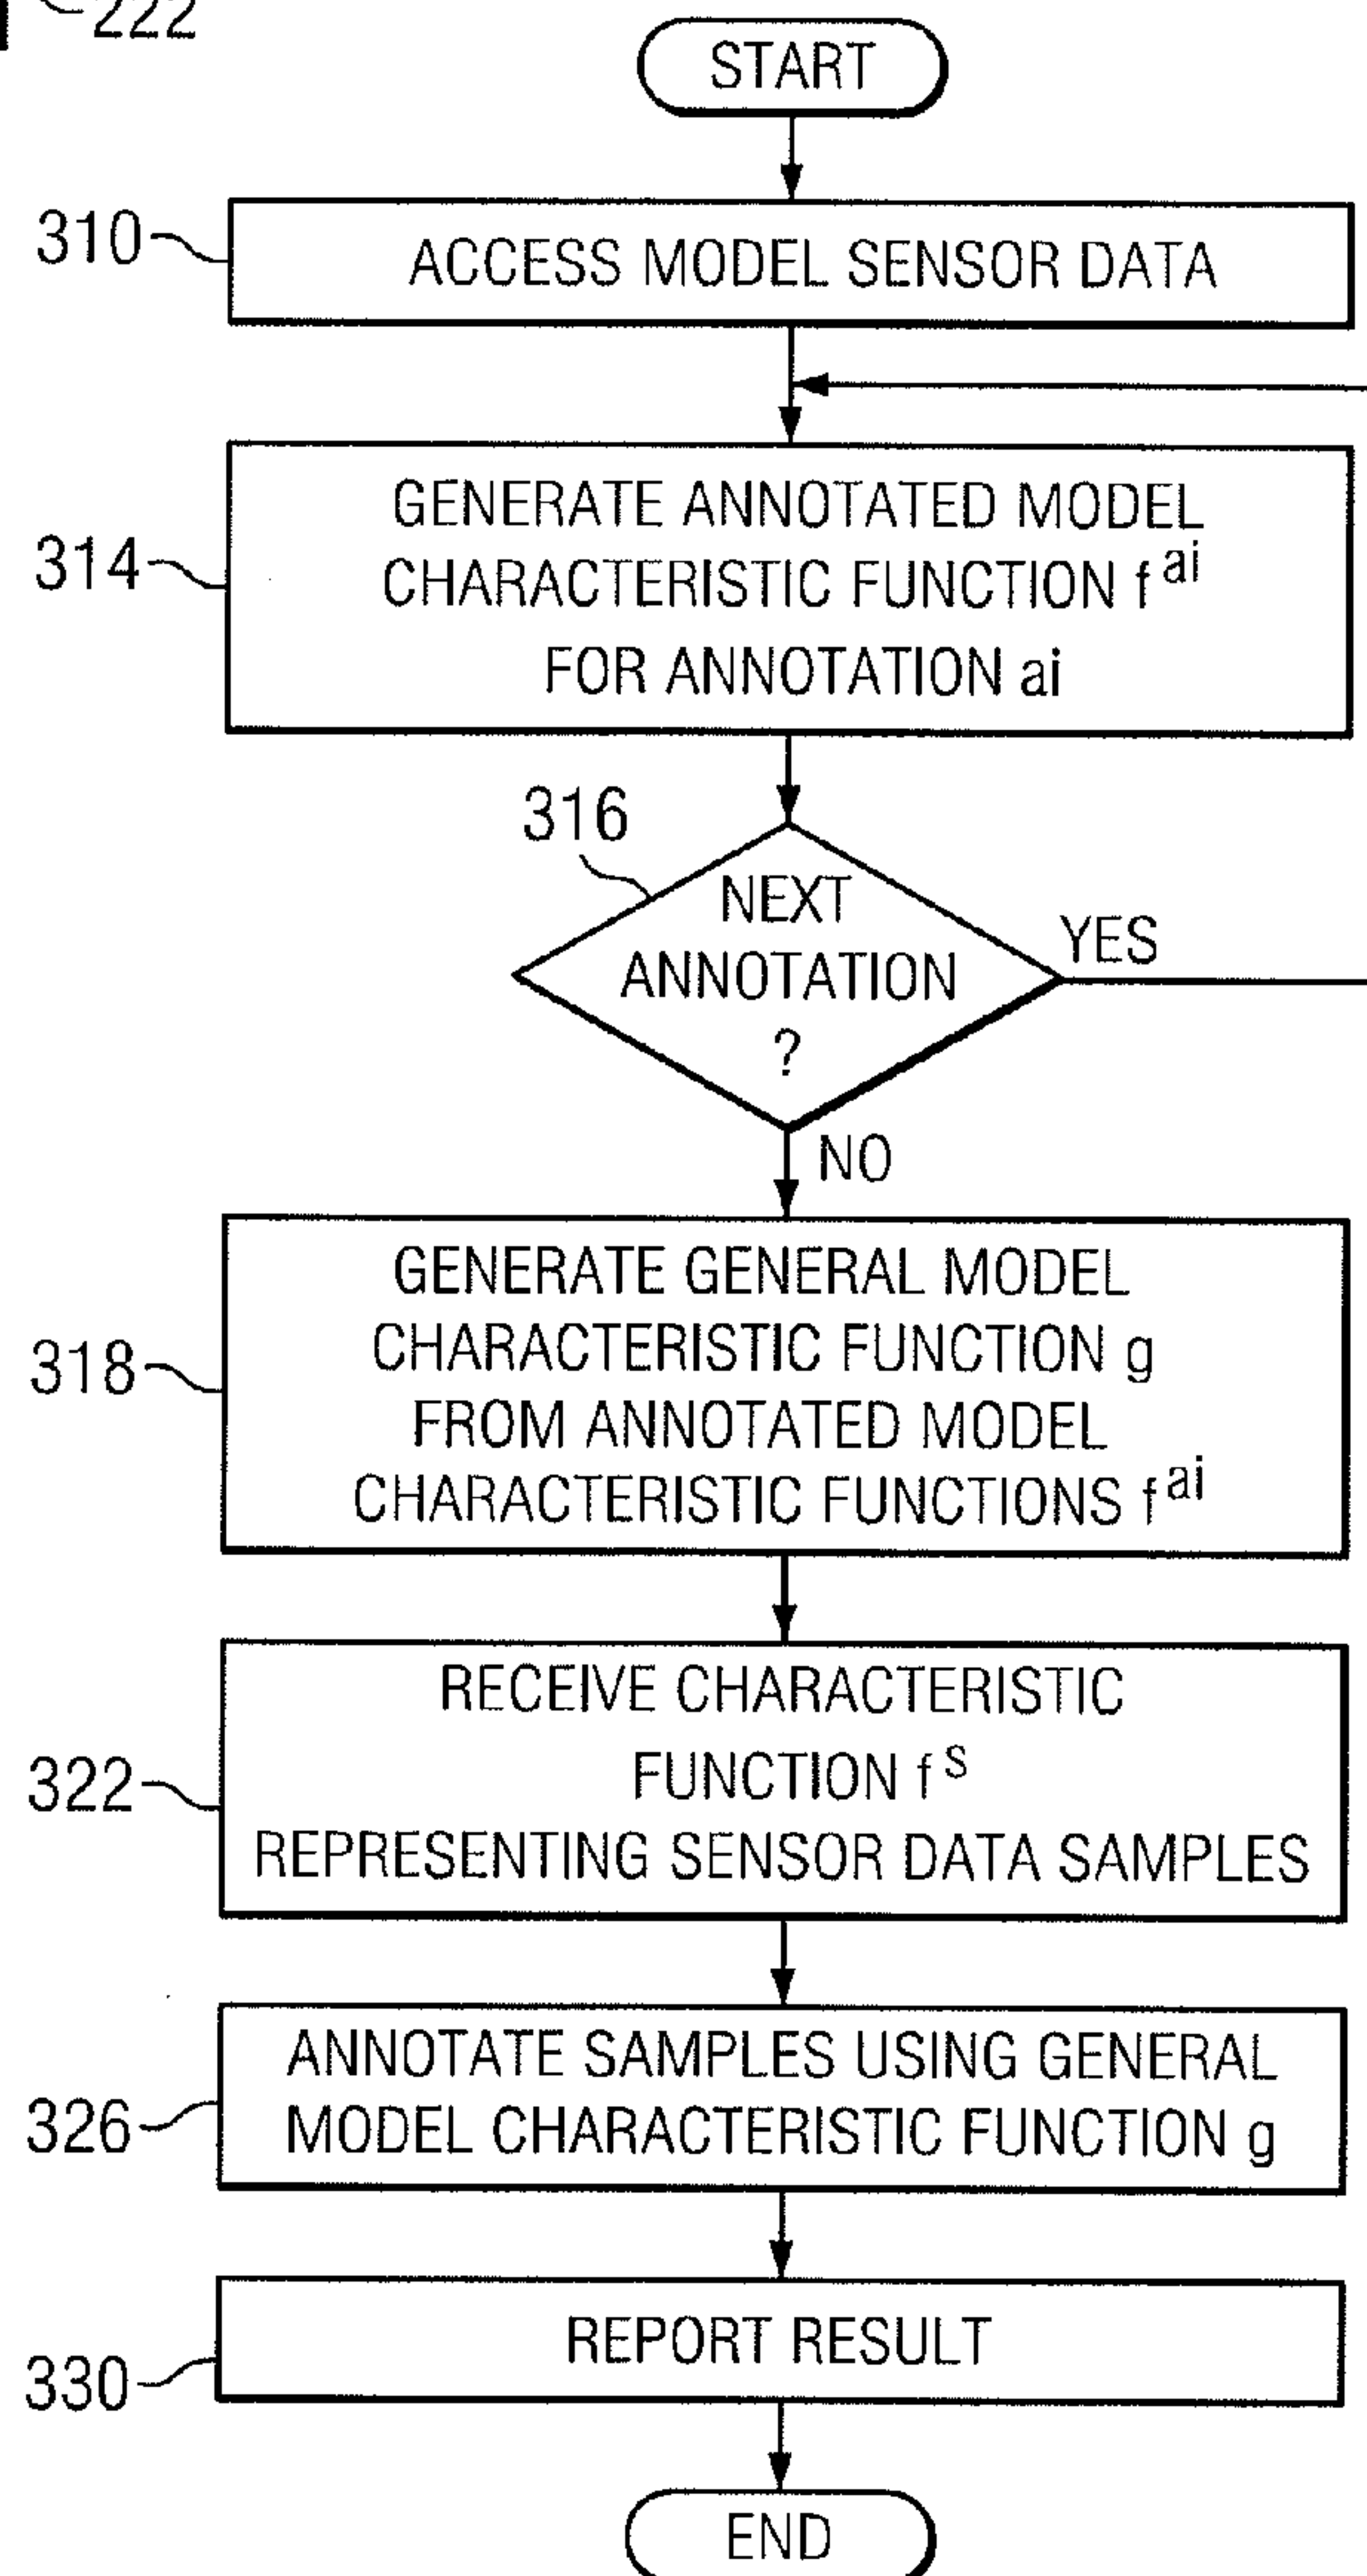 222
START
310
ACCESS MODEL SENSOR DATA
314
GENERATE ANNOTATED MODEL
CHARACTERISTIC FUNCTION f^ai
FOR ANNOTATION ai
316
NEXT
ANNOTATION
?
YES
NO
318
GENERATE GENERAL MODEL
CHARACTERISTIC FUNCTION g
FROM ANNOTATED MODEL
CHARACTERISTIC FUNCTIONS f^ai
322
RECEIVE CHARACTERISTIC
FUNCTION f^s
REPRESENTING SENSOR DATA SAMPLES
326
ANNOTATE SAMPLES USING GENERAL
MODEL CHARACTERISTIC FUNCTION g
330
REPORT RESULT
END